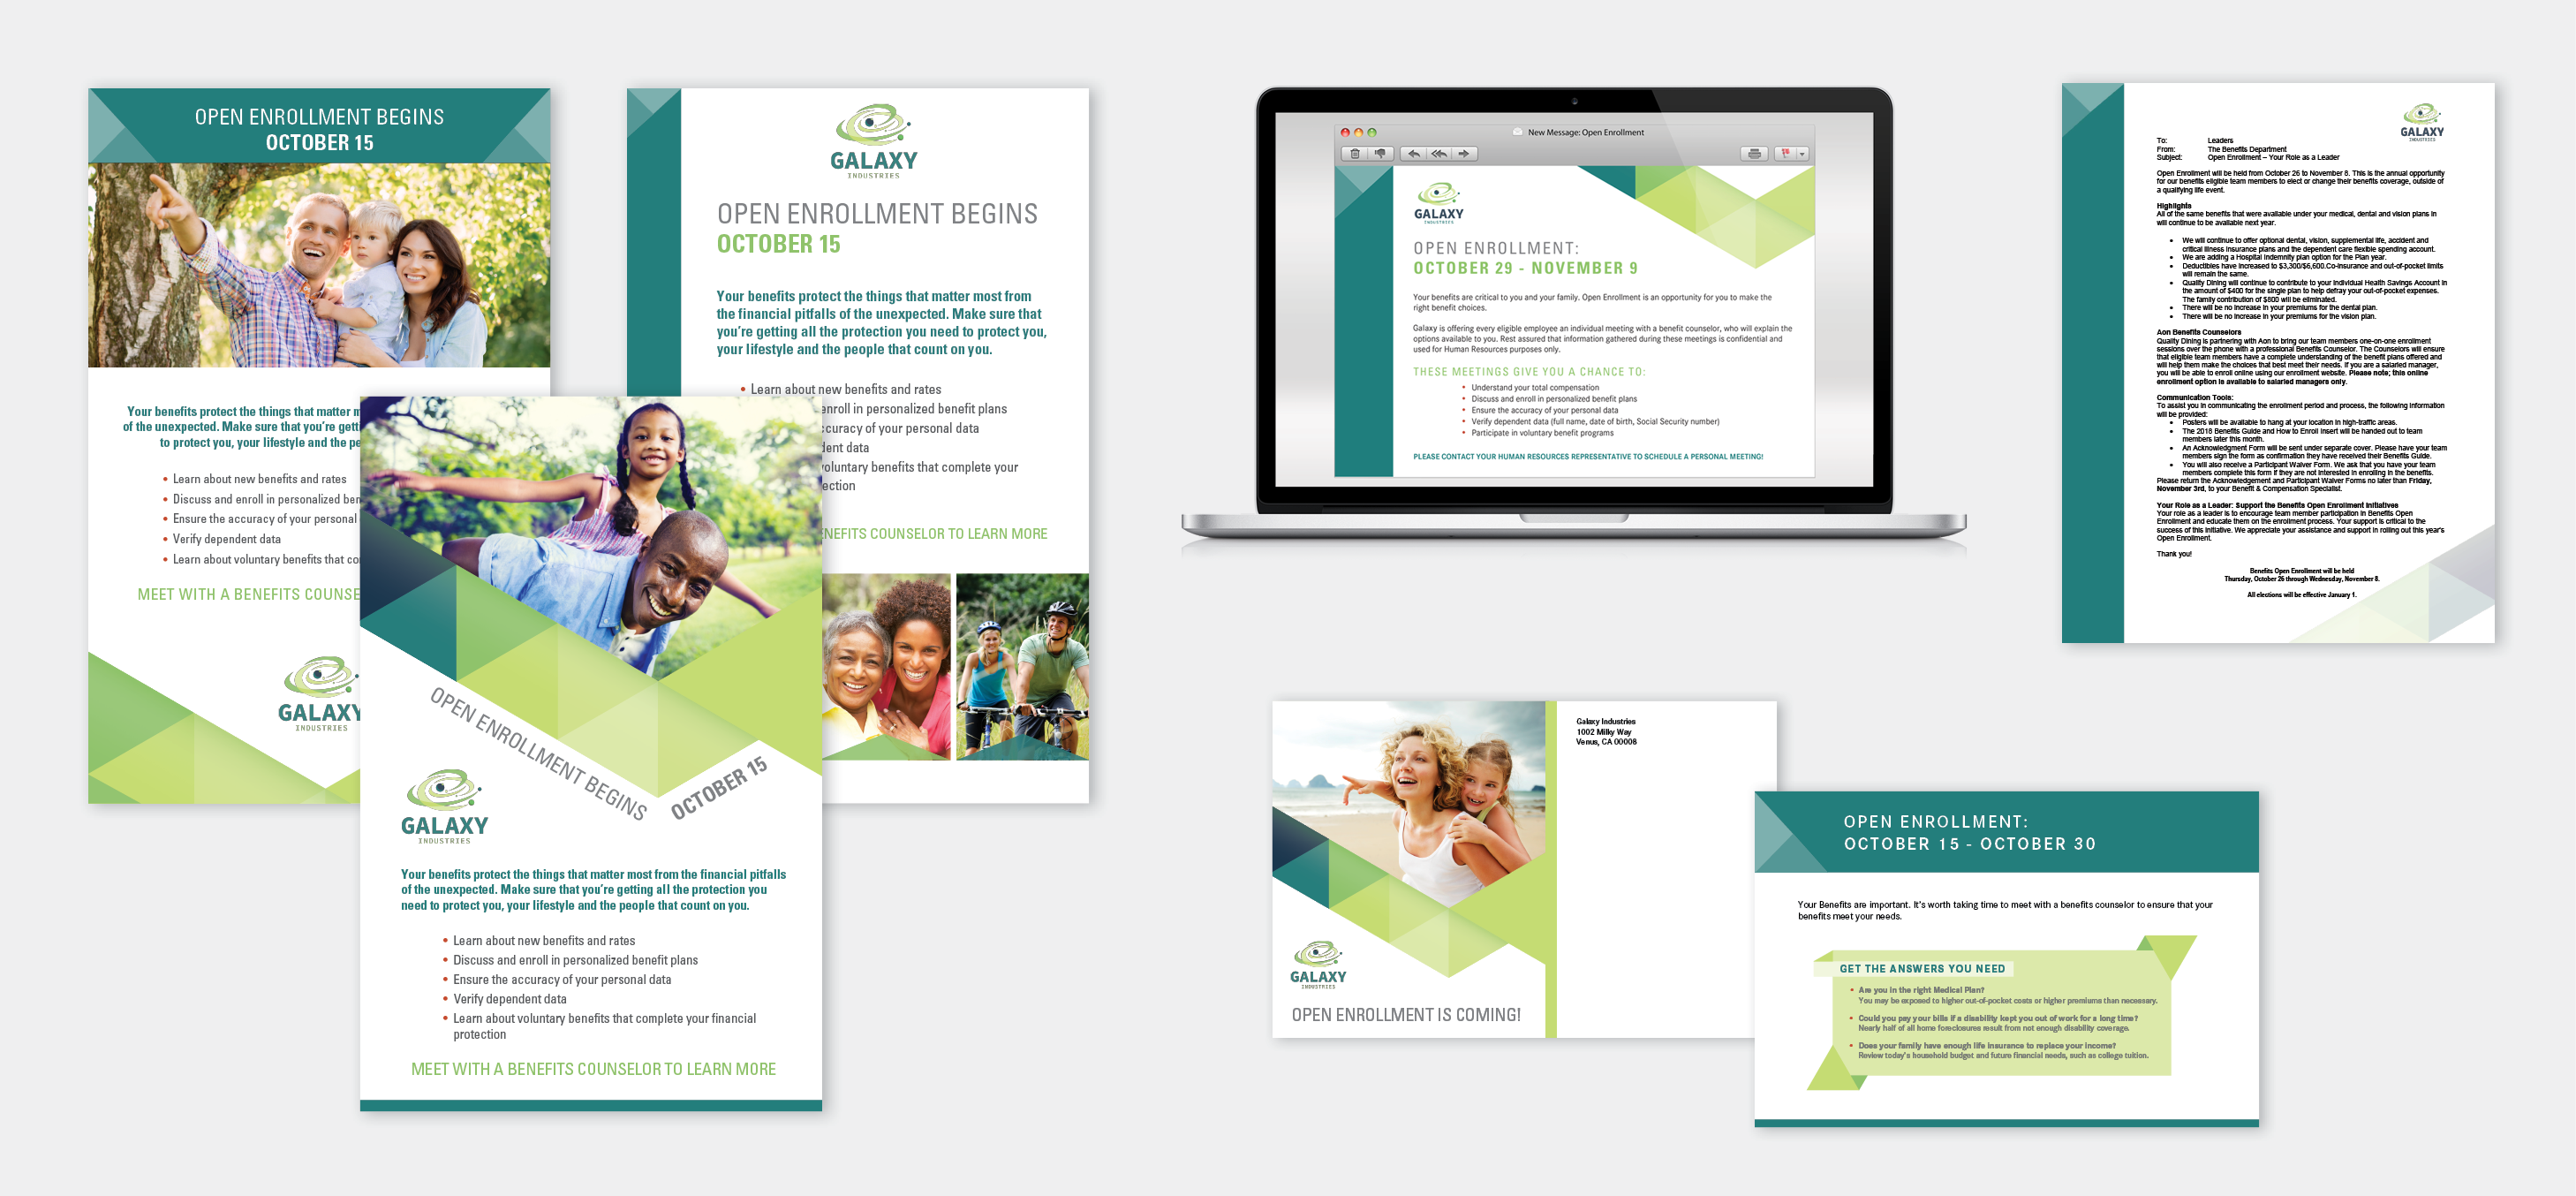 OPEN ENROLLMENT BEGINS
OCTOBER 15
Your benefits protect the things that matter
of the unexpected. Make sure that you're
to protect you, your lifestyle and the
• Learn about new benefits and rates
• Discuss and enroll in personalized
• Ensure the accuracy of your personal
• Verify dependent data
• Learn about voluntary benefits that
MEET WITH A BENEFITS
GALAXY
INDUSTRIES
GALAXY
INDUSTRIES
OPEN ENROLLMENT BEGINS
OCTOBER 15
Your benefits protect the things that matter most from
the financial pitfalls of the unexpected. Make sure that
you're getting all the protection you need to protect you,
your lifestyle and the people that count on you.
• Learn about new benefits and rates
enroll in personalized benefit plans
of your personal data
data
voluntary benefits that complete your
COUNSELOR TO LEARN MORE
OPEN ENROLLMENT BEGINS
OCTOBER 15
GALAXY
INDUSTRIES
Your benefits protect the things that matter most from the financial pitfalls
of the unexpected. Make sure that you're getting all the protection you
need to protect you, your lifestyle and the people that count on you.
• Learn about new benefits and rates
• Discuss and enroll in personalized benefit plans
• Ensure the accuracy of your personal data
• Verify dependent data
• Learn about voluntary benefits that complete your financial
protection
MEET WITH A BENEFITS COUNSELOR TO LEARN MORE
New Message: Open Enrollment
GALAXY
INDUSTRIES
OPEN ENROLLMENT:
OCTOBER 29 - NOVEMBER 9
Your benefits are critical to you and your family. Open Enrollment is an opportunity for you to make the
right benefit choices.
Galaxy is offering every eligible employee an individual meeting with a benefit counselor, who will explain the
options available to you. Rest assured that information gathered during these meetings is confidential and
used for Human Resources purposes only.
THESE MEETINGS GIVE YOU A CHANCE TO:
• Understand your total compensation
• Discuss and enroll in personalized benefit plans
• Ensure the accuracy of your personal data
• Verify dependent data (full name, date of birth, Social Security number)
• Participate in voluntary benefit programs
PLEASE CONTACT YOUR HUMAN RESOURCES REPRESENTATIVE TO SCHEDULE A PERSONAL MEETING!
GALAXY
INDUSTRIES
To: Leaders
From: The Benefits Department
Subject: Open Enrollment – Your Role as a Leader
Open Enrollment will be held from October 26 to November 8. This is the annual opportunity
for our benefits eligible team members to elect or change their benefits coverage, outside of
a qualifying life event.
Highlights
All of the same benefits that were available under your medical, dental and vision plans in
will continue to be available next year.
• We will continue to offer optional dental, vision, supplemental life, accident and
critical illness insurance plans and the dependent care flexible spending account.
• We are adding a Hospital Indemnity plan option for the Plan year.
• Deductibles have increased to $3,300/$6,600.Co-insurance and out-of-pocket limits
will remain the same.
• Quality Dining will continue to contribute to your Individual Health Savings Account in
the amount of $400 for the single plan to help defray your out-of-pocket expenses.
The family contribution of $800 will be eliminated.
• There will be no increase in your premiums for the dental plan.
• There will be no increase in your premiums for the vision plan.
Aon Benefits Counselors
Quality Dining is partnering with Aon to bring our team members one-on-one enrollment
sessions over the phone with a professional Benefits Counselor. The Counselors will ensure
that eligible team members have a complete understanding of the benefit plans offered and
will help them make the choices that best meet their needs. If you are a salaried manager,
you will be able to enroll online using our enrollment website. Please note; this online
enrollment option is available to salaried managers only.
Communication Tools:
To assist you in communicating the enrollment period and process, the following information
will be provided:
• Posters will be available to hang at your location in high-traffic areas.
• The 2018 Benefits Guide and How to Enroll Insert will be handed out to team
members later this month.
• An Acknowledgment Form will be sent under separate cover. Please have your team
members sign the form as confirmation they have received their Benefits Guide.
• You will also receive a Participant Waiver Form. We ask that you have your team
members complete this form if they are not interested in enrolling in the benefits.
Please return the Acknowledgement and Participant Waiver Forms no later than Friday,
November 3rd, to your Benefit & Compensation Specialist.
Your Role as a Leader: Support the Benefits Open Enrollment Initiatives
Your role as a leader is to encourage team member participation in Benefits Open
Enrollment and educate them on the enrollment process. Your support is critical to the
success of this initiative. We appreciate your assistance and support in rolling out this year's
Open Enrollment.
Thank you!
Benefits Open Enrollment will be held
Thursday, October 26 through Wednesday, November 8.
All elections will be effective January 1.
GALAXY
INDUSTRIES
OPEN ENROLLMENT IS COMING!
Galaxy Industries
1002 Milky Way
Venus, CA 00008
OPEN ENROLLMENT:
OCTOBER 15 - OCTOBER 30
Your Benefits are important. It's worth taking time to meet with a benefits counselor to ensure that your
benefits meet your needs.
GET THE ANSWERS YOU NEED
• Are you in the right Medical Plan?
You may be exposed to higher out-of-pocket costs or higher premiums than necessary.
• Could you pay your bills if a disability kept you out of work for a long time?
Nearly half of all home foreclosures result from not enough disability coverage.
• Does your family have enough life insurance to replace your income?
Review today's household budget and future financial needs, such as college tuition.